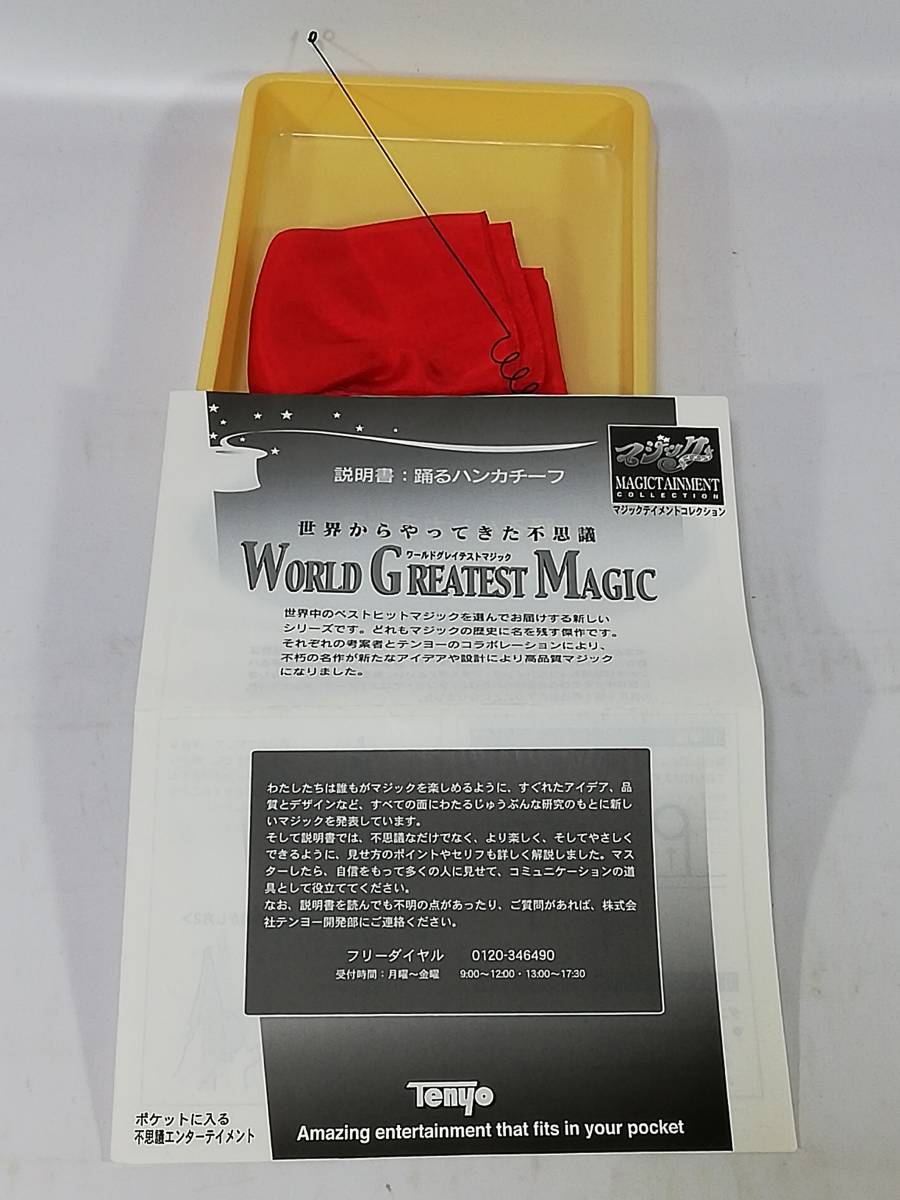 説明書：踊るハンカチーフ
マジック
MAGICTAINMENT
COLLECTION
マジックテイメントコレクション
世界からやってきた不思議
ワールドグレイテストマジック
WORLD GREATEST MAGIC
世界中のベストヒットマジックを選んでお届けする新しい
シリーズです。どれもマジックの歴史に名を残す傑作です。
それぞれの考案者とテンヨーのコラボレーションにより、
不朽の名作が新たなアイデアや設計により高品質マジック
になりました。
わたしたちは誰もがマジックを楽しめるように、すぐれたアイデア、品
質とデザインなど、すべての面にわたるじゅうぶんな研究のもとに新し
いマジックを発表しています。
そして説明書では、不思議なだけでなく、より楽しく、そしてやさしく
できるように、見せ方のポイントやセリフも詳しく解説しました。マス
ターしたら、自信をもって多くの人に見せて、コミュニケーションの道
具として役立ててください。
なお、説明書を読んでも不明の点があったり、ご質問があれば、株式会
社テンヨー開発部にご連絡ください。
フリーダイヤル 0120-346490
受付時間：月曜〜金曜 9:00〜12:00・13:00〜17:30
Tenyo
ポケットに入る
不思議エンターテイメント
Amazing entertainment that fits in your pocket